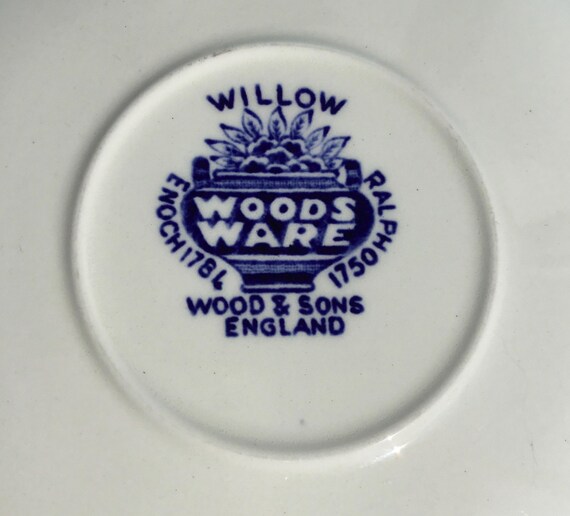 WILLOW
ENOCH 1784
WOODS
WARE
RALPH 1750
WOOD & SONS
ENGLAND